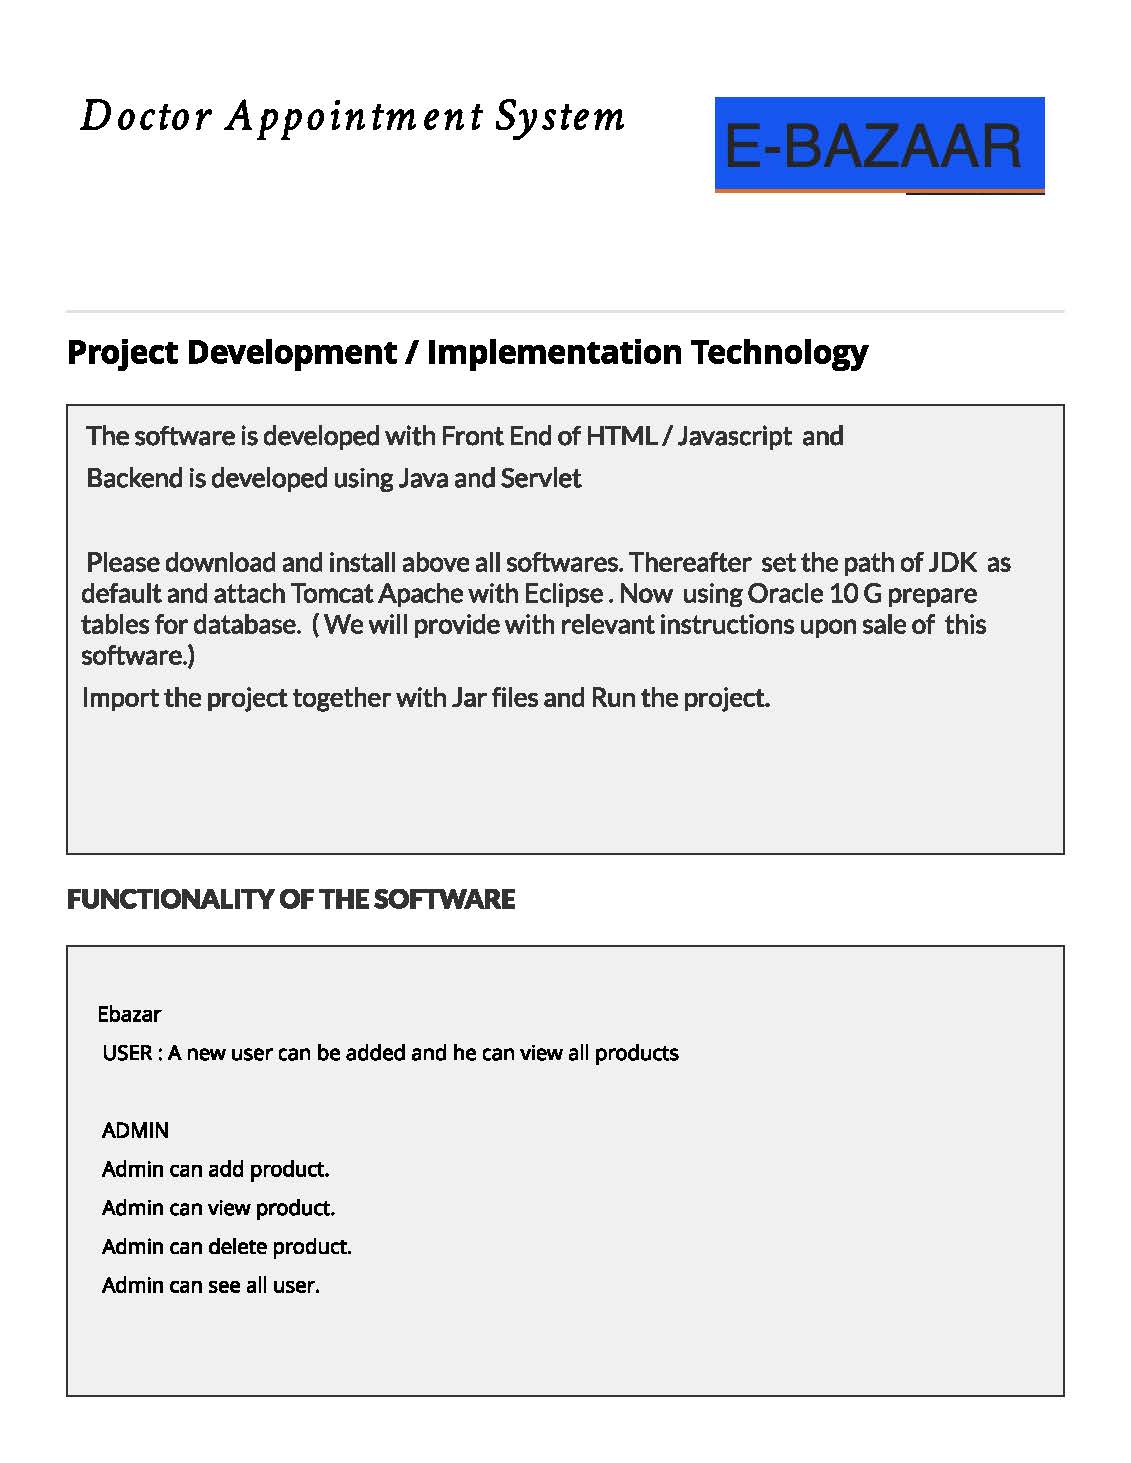 Doctor Appointment System
E-BAZAAR
Project Development / Implementation Technology
The software is developed with Front End of HTML / Javascript and
Backend is developed using Java and Servlet
Please download and install above all softwares. Thereafter set the path of JDK as
default and attach Tomcat Apache with Eclipse . Now using Oracle 10 G prepare
tables for database. ( We will provide with relevant instructions upon sale of this
software.)
Import the project together with Jar files and Run the project.
FUNCTIONALITY OF THE SOFTWARE
Ebazar
USER : A new user can be added and he can view all products
ADMIN
Admin can add product.
Admin can view product.
Admin can delete product.
Admin can see all user.